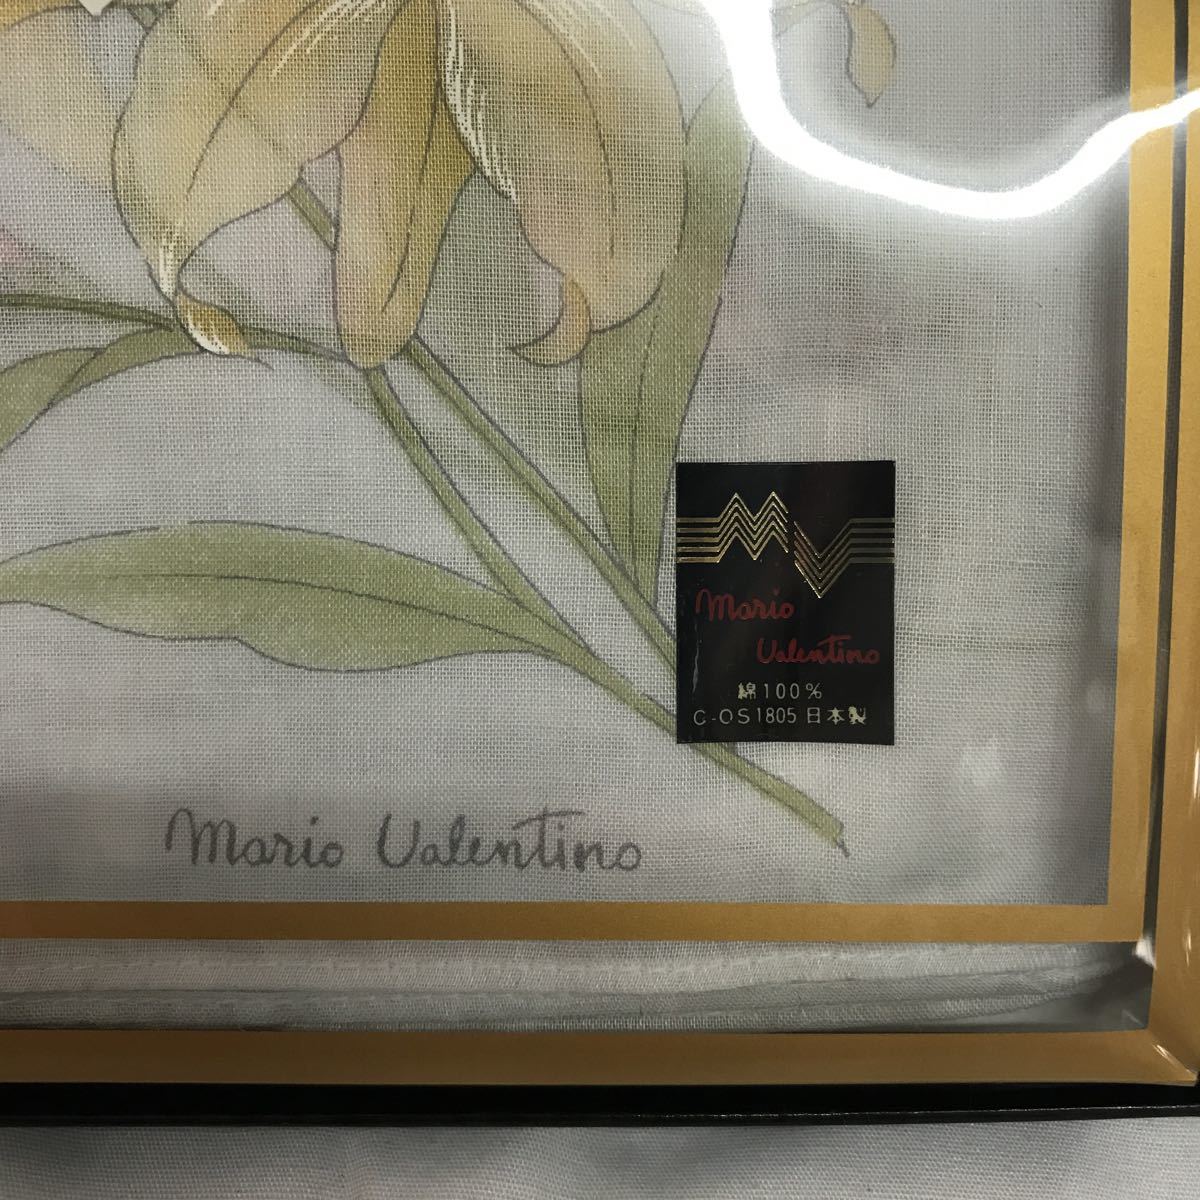 MV
Mario
Valentino
綿100%
C-OS1805 日本製
Mario Valentino